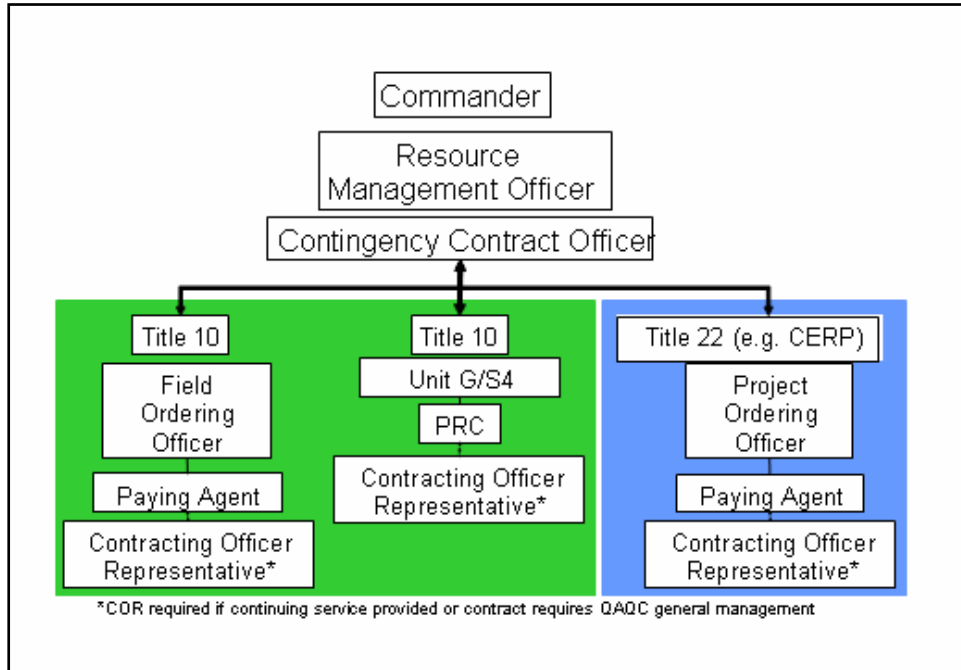 Commander
Resource
Management Officer
Contingency Contract Officer
Title 10
Field
Ordering
Officer
Paying Agent
Contracting Officer
Representative*
Title 10
Unit G/S4
PRC
Contracting Officer
Representative*
Title 22 (e.g. CERP)
Project
Ordering
Officer
Paying Agent
Contracting Officer
Representative*
*COR required if continuing service provided or contract requires QAQC general management